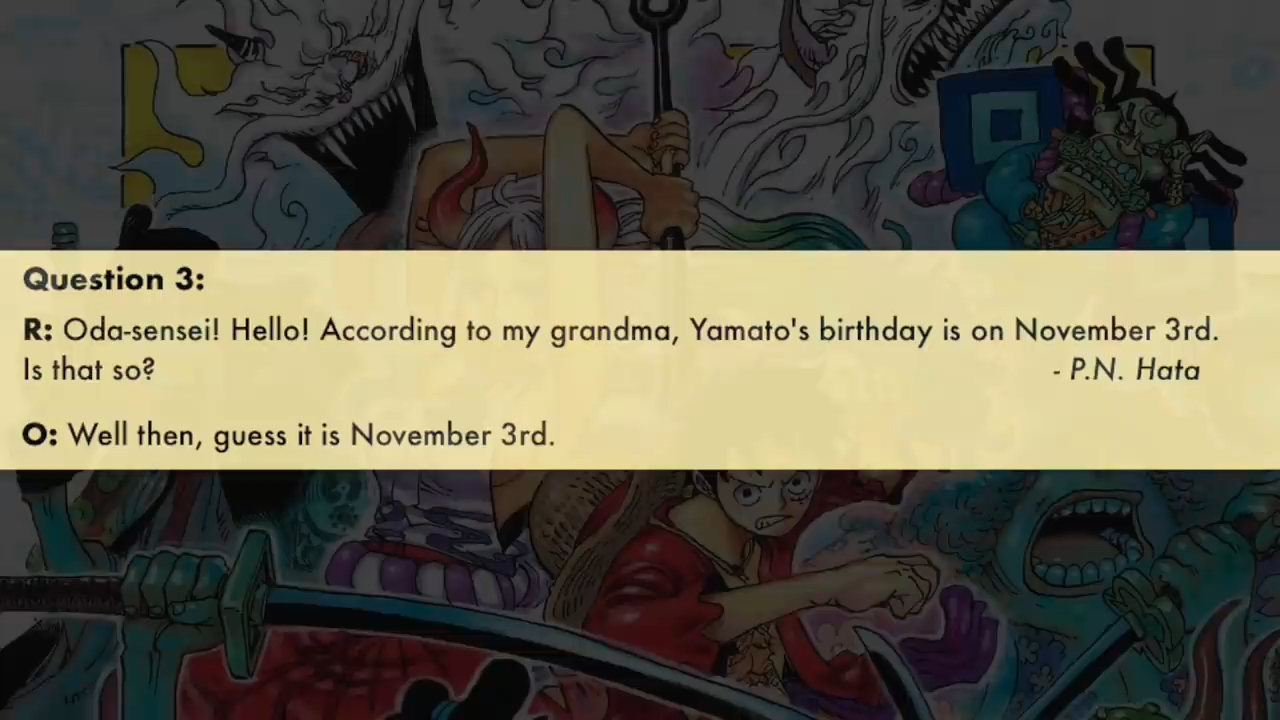 Question 3:
R: Oda-sensei! Hello! According to my grandma, Yamato's birthday is on November 3rd.
Is that so? - P.N. Hata
O: Well then, guess it is November 3rd.